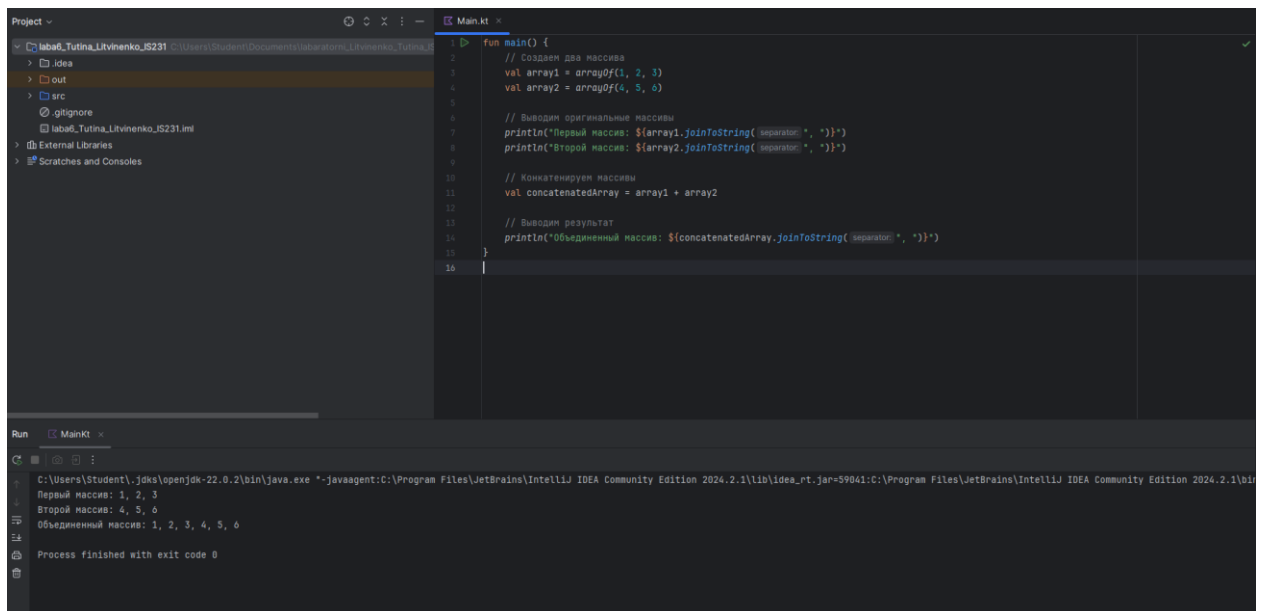 Project
Main.kt
laba6_Tutina_Litvinenko_IS231 C:\Users\Student\Documents\labaratorni_Litvinenko_Tutina_IS
.idea
out
src
.gitignore
laba6_Tutina_Litvinenko_IS231.iml
External Libraries
Scratches and Consoles
1 fun main() {
2 // Создаем два массива
3 val array1 = arrayOf(1, 2, 3)
4 val array2 = arrayOf(4, 5, 6)
5
6 // Выводим оригинальные массивы
7 println("Первый массив: ${array1.joinToString( separator: ", ")}")
8 println("Второй массив: ${array2.joinToString( separator: ", ")}")
9
10 // Конкатенируем массивы
11 val concatenatedArray = array1 + array2
12
13 // Выводим результат
14 println("Объединенный массив: ${concatenatedArray.joinToString( separator: ", ")}")
15 }
16
Run MainKt
C:\Users\Student\.jdks\openjdk-22.0.2\bin\java.exe "-javaagent:C:\Program Files\JetBrains\IntelliJ IDEA Community Edition 2024.2.1\lib\idea_rt.jar=59041:C:\Program Files\JetBrains\IntelliJ IDEA Community Edition 2024.2.1\bin
Первый массив: 1, 2, 3
Второй массив: 4, 5, 6
Объединенный массив: 1, 2, 3, 4, 5, 6
Process finished with exit code 0